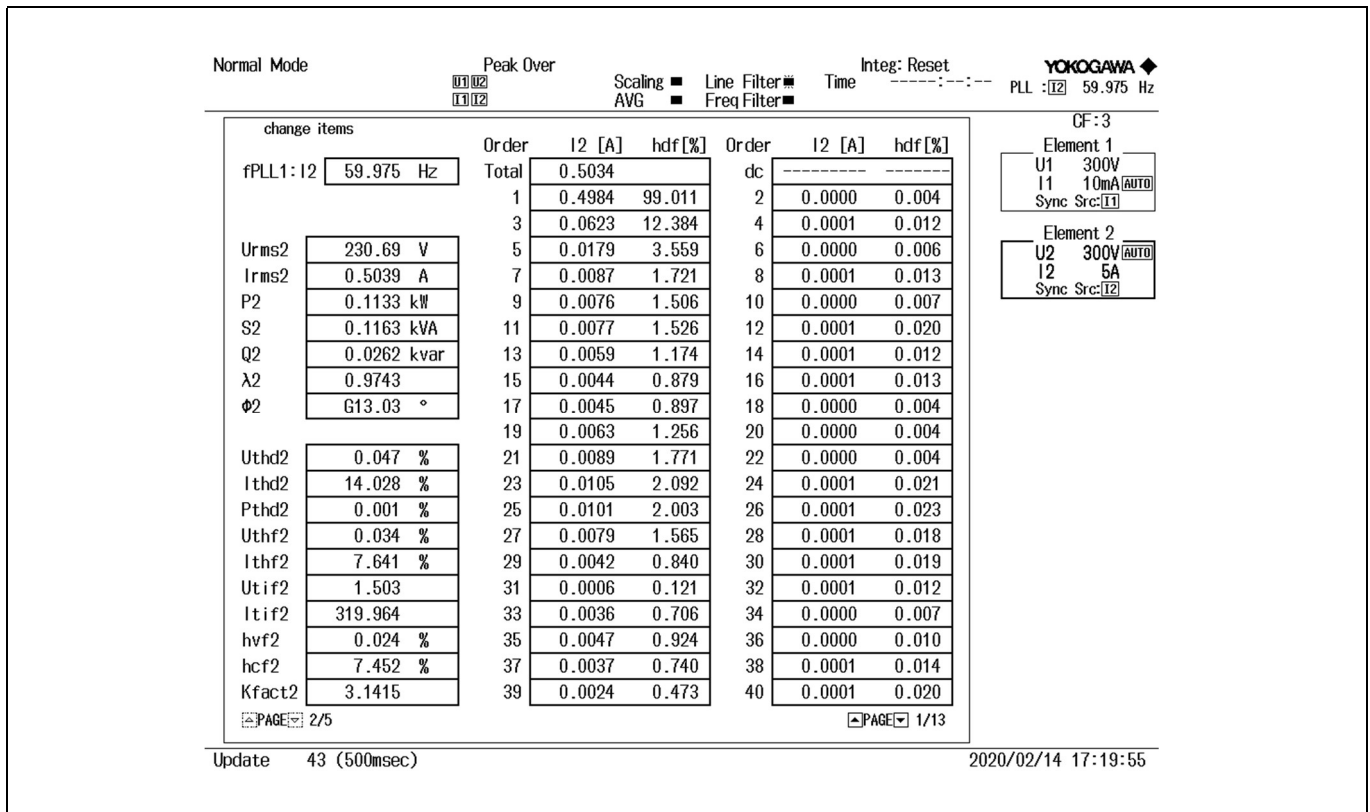 Normal Mode Peak Over Integ: Reset YOKOGAWA
U1 U2 Scaling Line Filter Time -----:--:-- PLL :I2 59.975 Hz
I1 I2 AVG Freq Filter
CF:3
change items
Order I2 [A] hdf[%] Order I2 [A] hdf[%] Element 1
fPLL1:I2 59.975 Hz Total 0.5034 dc --------- ------- U1 300V
I1 10mA AUTO
1 0.4984 99.011 2 0.0000 0.004 Sync Src:I1
3 0.0623 12.384 4 0.0001 0.012 Element 2
Urms2 230.69 V 5 0.0179 3.559 6 0.0000 0.006 U2 300V AUTO
Irms2 0.5039 A 7 0.0087 1.721 8 0.0001 0.013 I2 5A
Sync Src:I2
P2 0.1133 kW 9 0.0076 1.506 10 0.0000 0.007
S2 0.1163 kVA 11 0.0077 1.526 12 0.0001 0.020
Q2 0.0262 kvar 13 0.0059 1.174 14 0.0001 0.012
λ2 0.9743 15 0.0044 0.879 16 0.0001 0.013
Φ2 G13.03 ° 17 0.0045 0.897 18 0.0000 0.004
19 0.0063 1.256 20 0.0000 0.004
Uthd2 0.047 % 21 0.0089 1.771 22 0.0000 0.004
Ithd2 14.028 % 23 0.0105 2.092 24 0.0001 0.021
Pthd2 0.001 % 25 0.0101 2.003 26 0.0001 0.023
Uthf2 0.034 % 27 0.0079 1.565 28 0.0001 0.018
Ithf2 7.641 % 29 0.0042 0.840 30 0.0001 0.019
Utif2 1.503 31 0.0006 0.121 32 0.0001 0.012
Itif2 319.964 33 0.0036 0.706 34 0.0000 0.007
hvf2 0.024 % 35 0.0047 0.924 36 0.0000 0.010
hcf2 7.452 % 37 0.0037 0.740 38 0.0001 0.014
Kfact2 3.1415 39 0.0024 0.473 40 0.0001 0.020
PAGE 2/5 PAGE 1/13
Update 43 (500msec) 2020/02/14 17:19:55